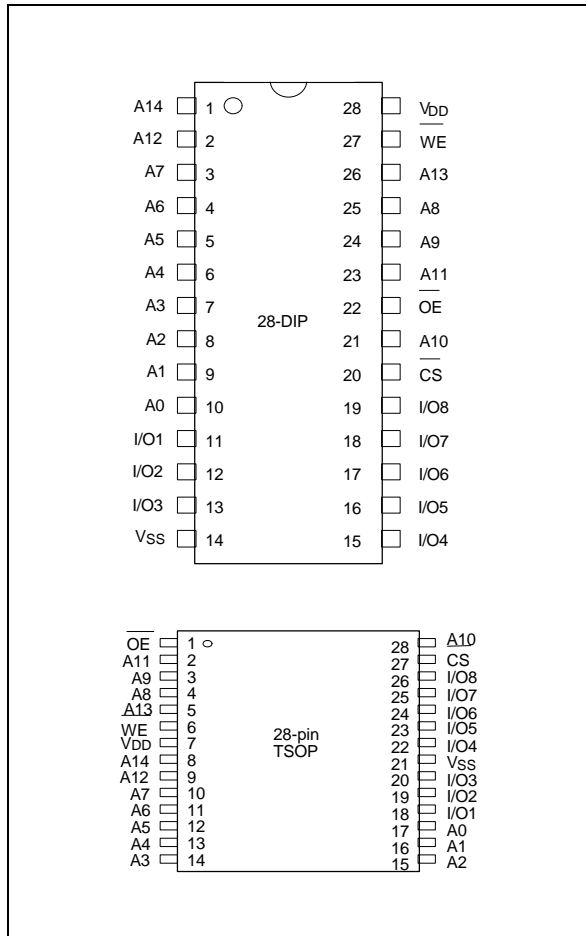 A14 1 28 VDD
A12 2 27 WE
A7 3 26 A13
A6 4 25 A8
A5 5 24 A9
A4 6 23 A11
A3 7 22 OE
28-DIP
A2 8 21 A10
A1 9 20 CS
A0 10 19 I/O8
I/O1 11 18 I/O7
I/O2 12 17 I/O6
I/O3 13 16 I/O5
VSS 14 15 I/O4
OE 1 28 A10
A11 2 27 CS
A9 3 26 I/O8
A8 4 25 I/O7
A13 5 24 I/O6
WE 6 23 I/O5
28-pin
TSOP
VDD 7 22 I/O4
A14 8 21 VSS
A12 9 20 I/O3
A7 10 19 I/O2
A6 11 18 I/O1
A5 12 17 A0
A4 13 16 A1
A3 14 15 A2